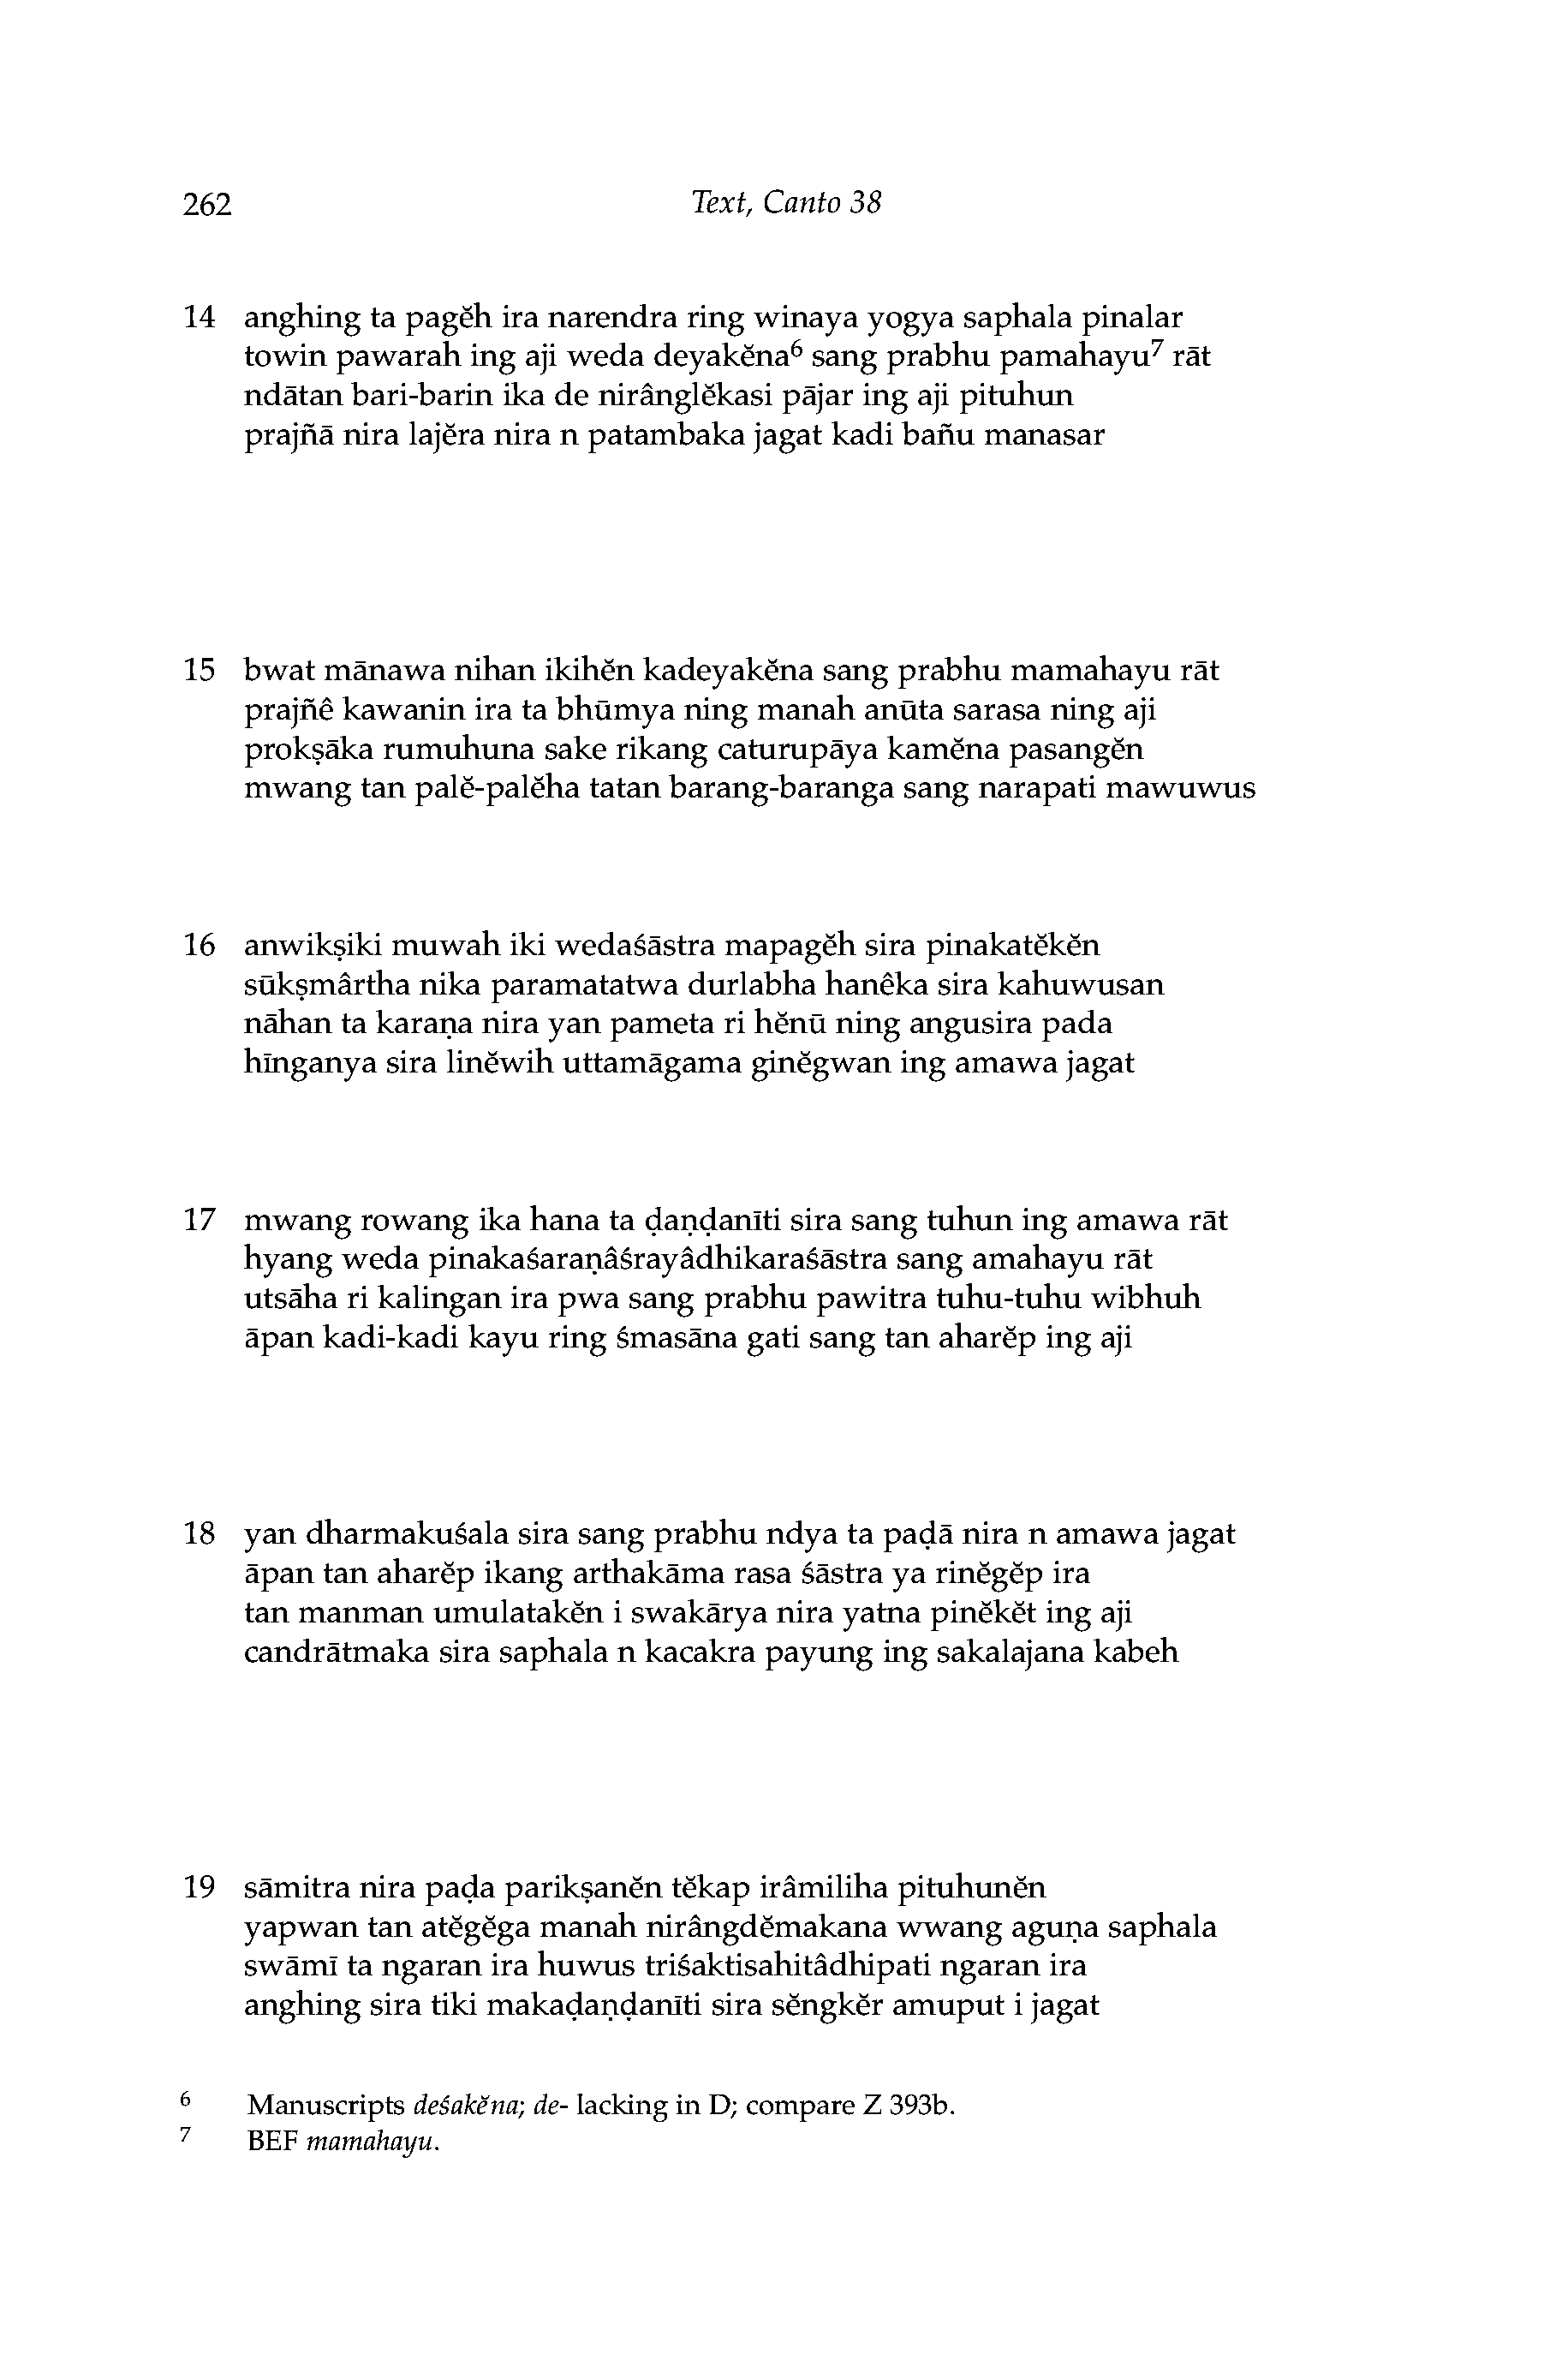 262 Text, Canto 38
14 anghing ta pagĕh ira narendra ring winaya yogya saphala pinalar
towin pawarah ing aji weda deyakĕna⁶ sang prabhu pamahayu⁷ rāt
ndātan bari-barin ika de nirânglĕkasi pājar ing aji pituhun
prajñā nira lajĕra nira n patambaka jagat kadi bañu manasar
15 bwat mānawa nihan ikihĕn kadeyakĕna sang prabhu mamahayu rāt
prajñê kawanin ira ta bhūmya ning manah anūta sarasa ning aji
prokṣāka rumuhuna sake rikang caturupāya kamĕna pasangĕn
mwang tan palĕ-palĕha tatan barang-baranga sang narapati mawuwus
16 anwikṣiki muwah iki wedaśāstra mapagĕh sira pinakatĕkĕn
sūkṣmârtha nika paramatatwa durlabha hanêka sira kahuwusan
nāhan ta karaṇa nira yan pameta ri hĕnū ning angusira pada
hīnganya sira linĕwih uttamāgama ginĕgwan ing amawa jagat
17 mwang rowang ika hana ta ḍaṇḍanīti sira sang tuhun ing amawa rāt
hyang weda pinakaśaraṇâśrayâdhikaraśāstra sang amahayu rāt
utsāha ri kalingan ira pwa sang prabhu pawitra tuhu-tuhu wibhuh
āpan kadi-kadi kayu ring śmasāna gati sang tan aharĕp ing aji
18 yan dharmakuśala sira sang prabhu ndya ta paḍā nira n amawa jagat
āpan tan aharĕp ikang arthakāma rasa śāstra ya rinĕgĕp ira
tan manman umulatakĕn i swakārya nira yatna pinĕkĕt ing aji
candrātmaka sira saphala n kacakra payung ing sakalajana kabeh
19 sāmitra nira paḍa parikṣanĕn tĕkap irâmiliha pituhunĕn
yapwan tan atĕgĕga manah nirângdĕmakana wwang aguṇa saphala
swāmī ta ngaran ira huwus triśaktisahitâdhipati ngaran ira
anghing sira tiki makaḍaṇḍanīti sira sĕngkĕr amuput i jagat
⁶ Manuscripts deśakĕna; de- lacking in D; compare Z 393b.
⁷ BEF mamahayu.